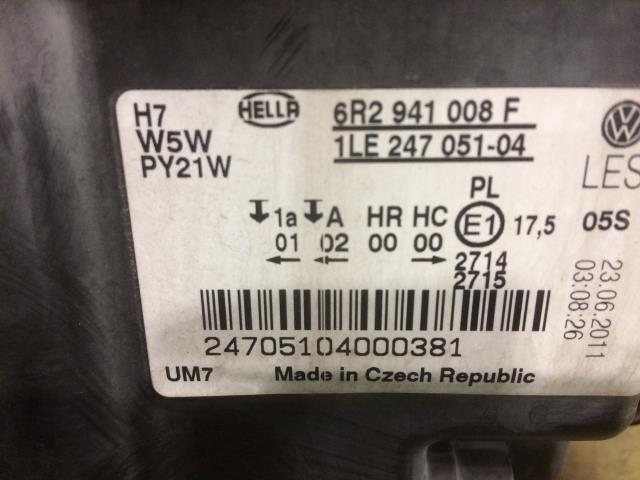 H7
W5W
PY21W
HELLA
6R2 941 008 F
1LE 247 051-04
VW
LES
PL
1a A HR HC E1 17,5 05S
01 02 00 00
2714
2715
23.06.2011
03:08:26
24705104000381
UM7 Made in Czech Republic